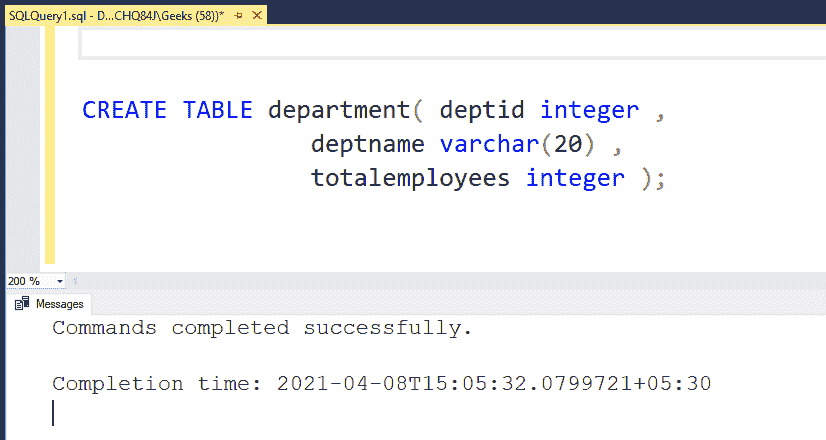 SQLQuery1.sql - D...CHQ84J\Geeks (58))*
CREATE TABLE department( deptid integer ,
deptname varchar(20) ,
totalemployees integer );
200 %
Messages
Commands completed successfully.
Completion time: 2021-04-08T15:05:32.0799721+05:30